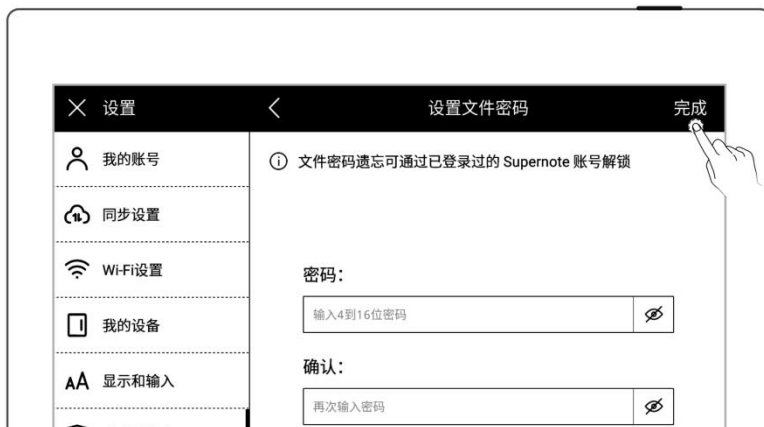 设置
设置文件密码
完成
我的账号
文件密码遗忘可通过已登录过的 Supernote 账号解锁
同步设置
Wi-Fi设置
密码：
输入4到16位密码
我的设备
确认：
显示和输入
再次输入密码